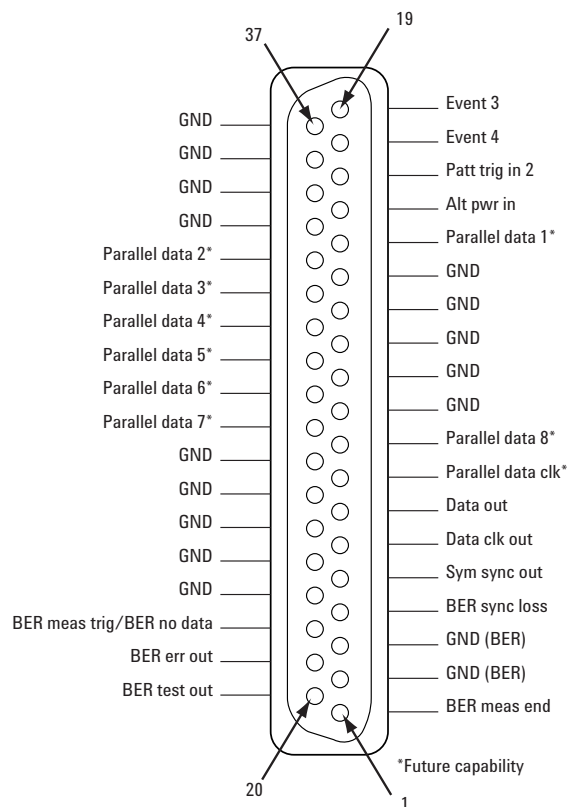 37
19
GND
GND
GND
GND
Parallel data 2*
Parallel data 3*
Parallel data 4*
Parallel data 5*
Parallel data 6*
Parallel data 7*
GND
GND
GND
GND
GND
BER meas trig/BER no data
BER err out
BER test out
Event 3
Event 4
Patt trig in 2
Alt pwr in
Parallel data 1*
GND
GND
GND
GND
GND
Parallel data 8*
Parallel data clk*
Data out
Data clk out
Sym sync out
BER sync loss
GND (BER)
GND (BER)
BER meas end
*Future capability
20
1